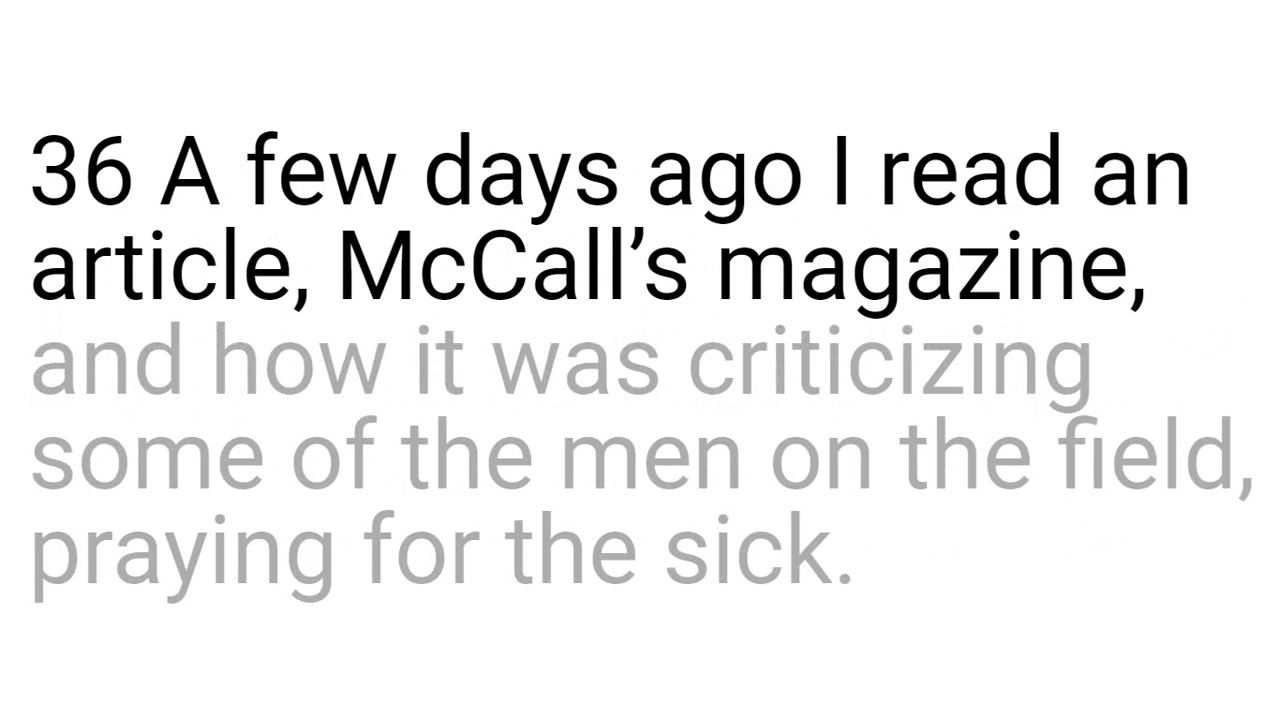 36 A few days ago I read an
article, McCall’s magazine,
and how it was criticizing
some of the men on the field,
praying for the sick.